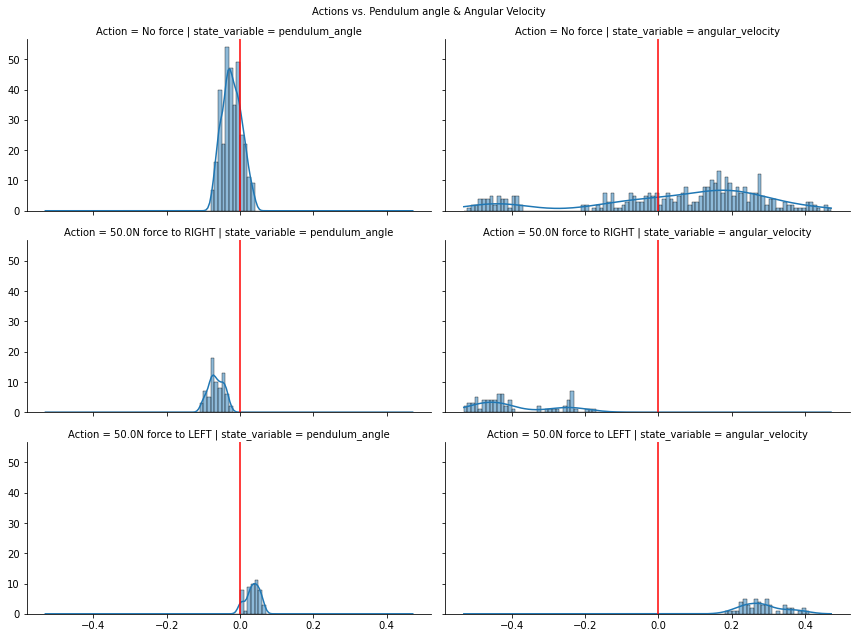 Actions vs. Pendulum angle & Angular Velocity
Action = No force | state_variable = pendulum_angle
Action = No force | state_variable = angular_velocity
50
40
30
20
10
0
Action = 50.0N force to RIGHT | state_variable = pendulum_angle
Action = 50.0N force to RIGHT | state_variable = angular_velocity
50
40
30
20
10
0
Action = 50.0N force to LEFT | state_variable = pendulum_angle
Action = 50.0N force to LEFT | state_variable = angular_velocity
50
40
30
20
10
0
−0.4 −0.2 0.0 0.2 0.4
−0.4 −0.2 0.0 0.2 0.4